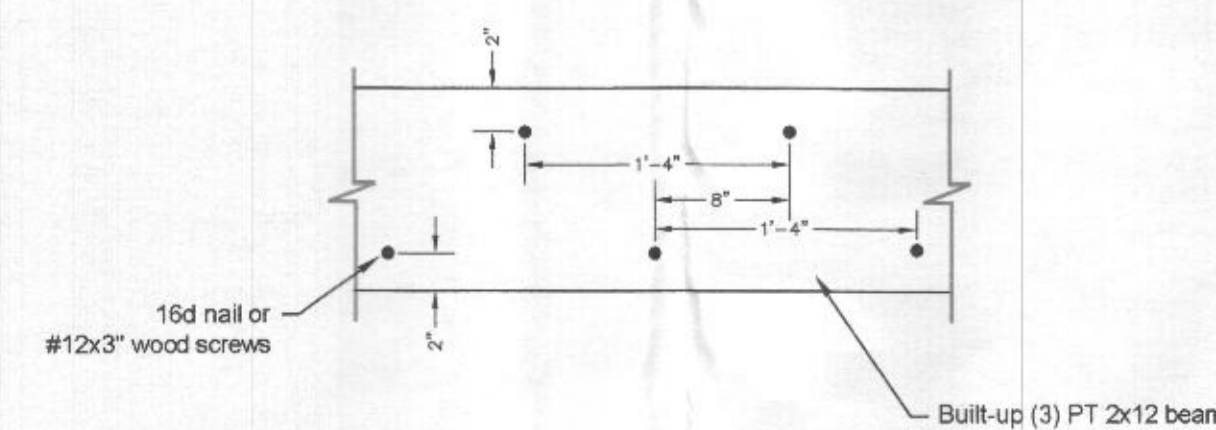 2"
1'-4"
8"
1'-4"
16d nail or
#12x3" wood screws
2"
Built-up (3) PT 2x12 beam